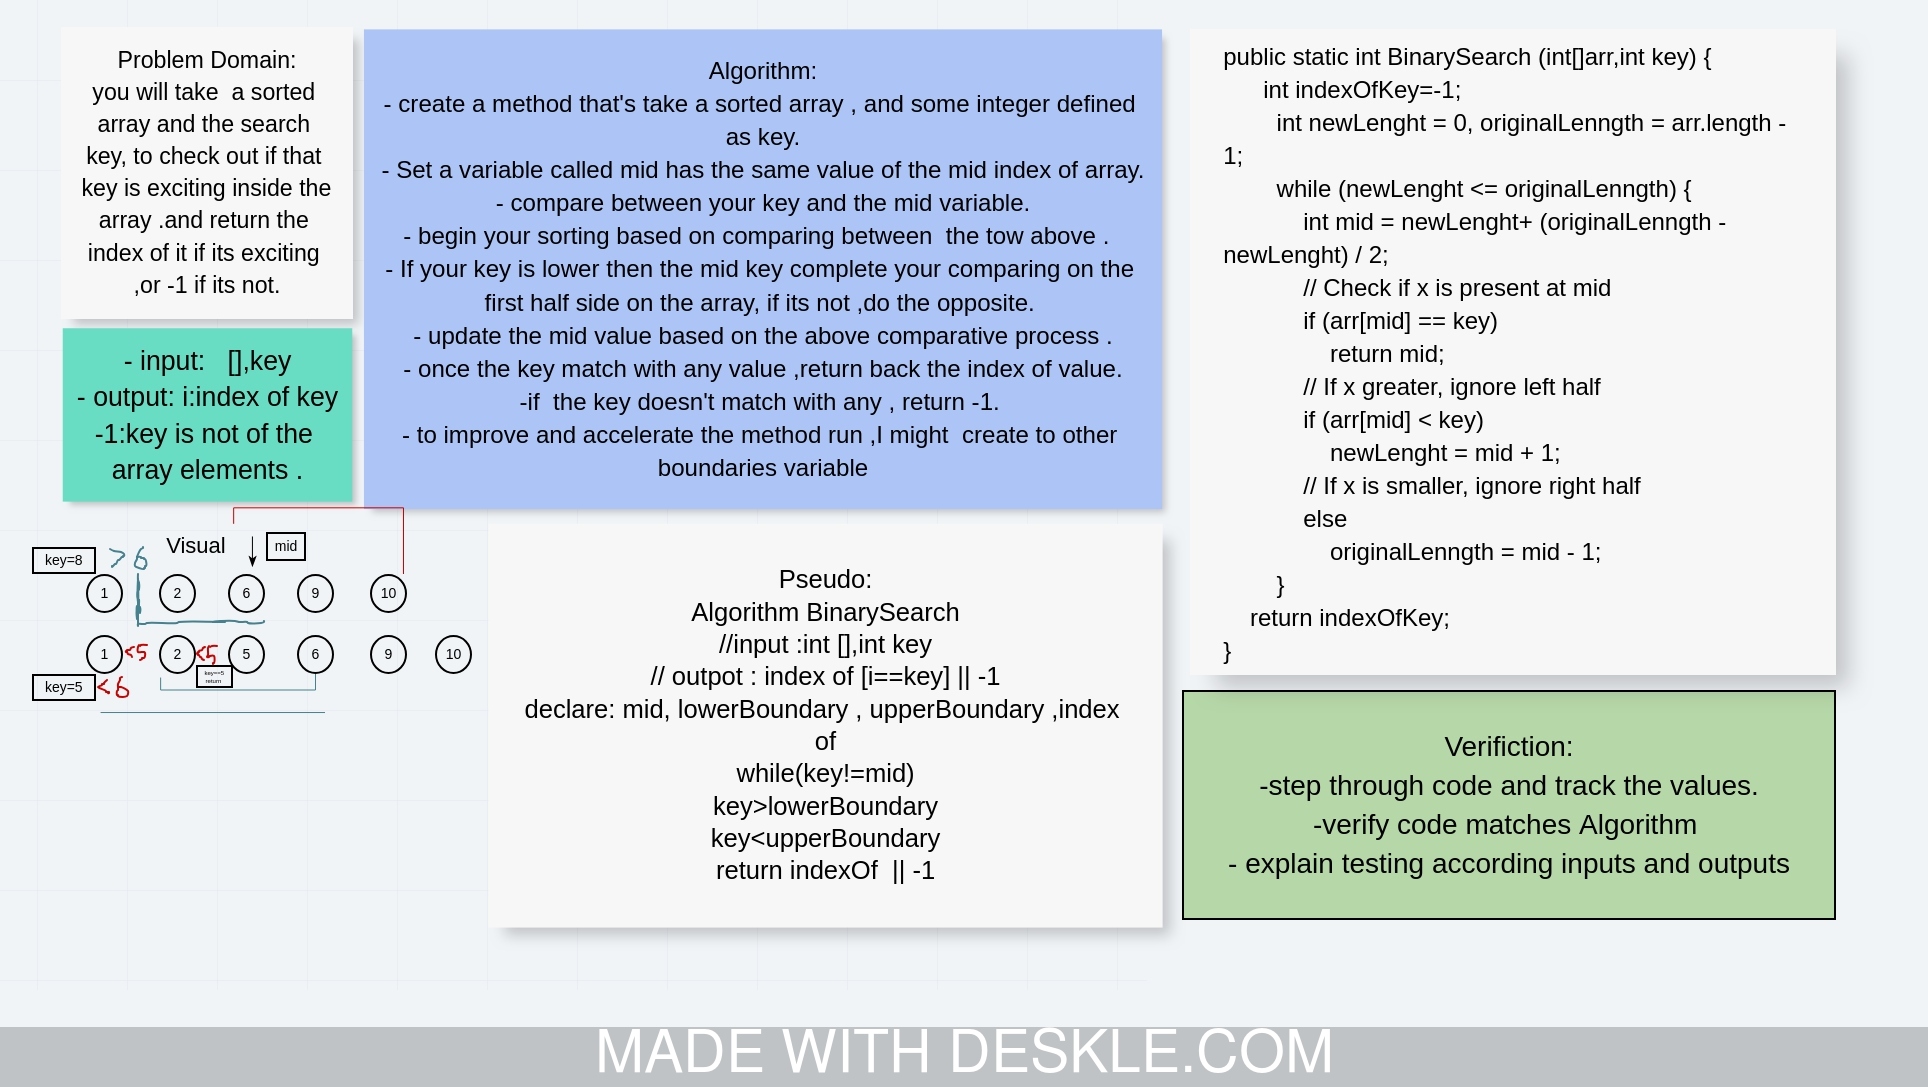 Problem Domain:
you will take  a sorted
array and the search
key, to check out if that
key is exciting inside the
array .and return the
index of it if its exciting
,or -1 if its not.
- input:   [],key
- output: i:index of key
-1:key is not of the
array elements .
Algorithm:
- create a method that's take a sorted array , and some integer defined
as key.
- Set a variable called mid has the same value of the mid index of array.
- compare between your key and the mid variable.
- begin your sorting based on comparing between  the tow above .
- If your key is lower then the mid key complete your comparing on the
first half side on the array, if its not ,do the opposite.
- update the mid value based on the above comparative process .
- once the key match with any value ,return back the index of value.
-if  the key doesn't match with any , return -1.
- to improve and accelerate the method run ,I might  create to other
boundaries variable
Visual
mid
key=8 >6
1 2 6 9 10
1 <5 2 <5 5 6 9 10
key==5
return
key=5 <6
Pseudo:
Algorithm BinarySearch
//input :int [],int key
// outpot : index of [i==key] || -1
declare: mid, lowerBoundary , upperBoundary ,index
of
while(key!=mid)
key>lowerBoundary
key<upperBoundary
return indexOf  || -1
public static int BinarySearch (int[]arr,int key) {
int indexOfKey=-1;
int newLenght = 0, originalLenngth = arr.length -
1;
while (newLenght <= originalLenngth) {
int mid = newLenght+ (originalLenngth -
newLenght) / 2;
// Check if x is present at mid
if (arr[mid] == key)
return mid;
// If x greater, ignore left half
if (arr[mid] < key)
newLenght = mid + 1;
// If x is smaller, ignore right half
else
originalLenngth = mid - 1;
}
return indexOfKey;
}
Verifiction:
-step through code and track the values.
-verify code matches Algorithm
- explain testing according inputs and outputs
MADE WITH DESKLE.COM